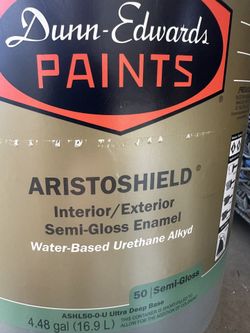 Dunn-Edwards
PAINTS
ARISTOSHIELD®
Interior/Exterior
Semi-Gloss Enamel
Water-Based Urethane Alkyd
50 | Semi-Gloss
ASHL50-0-U Ultra Deep Base
4.48 gal (16.9 L)